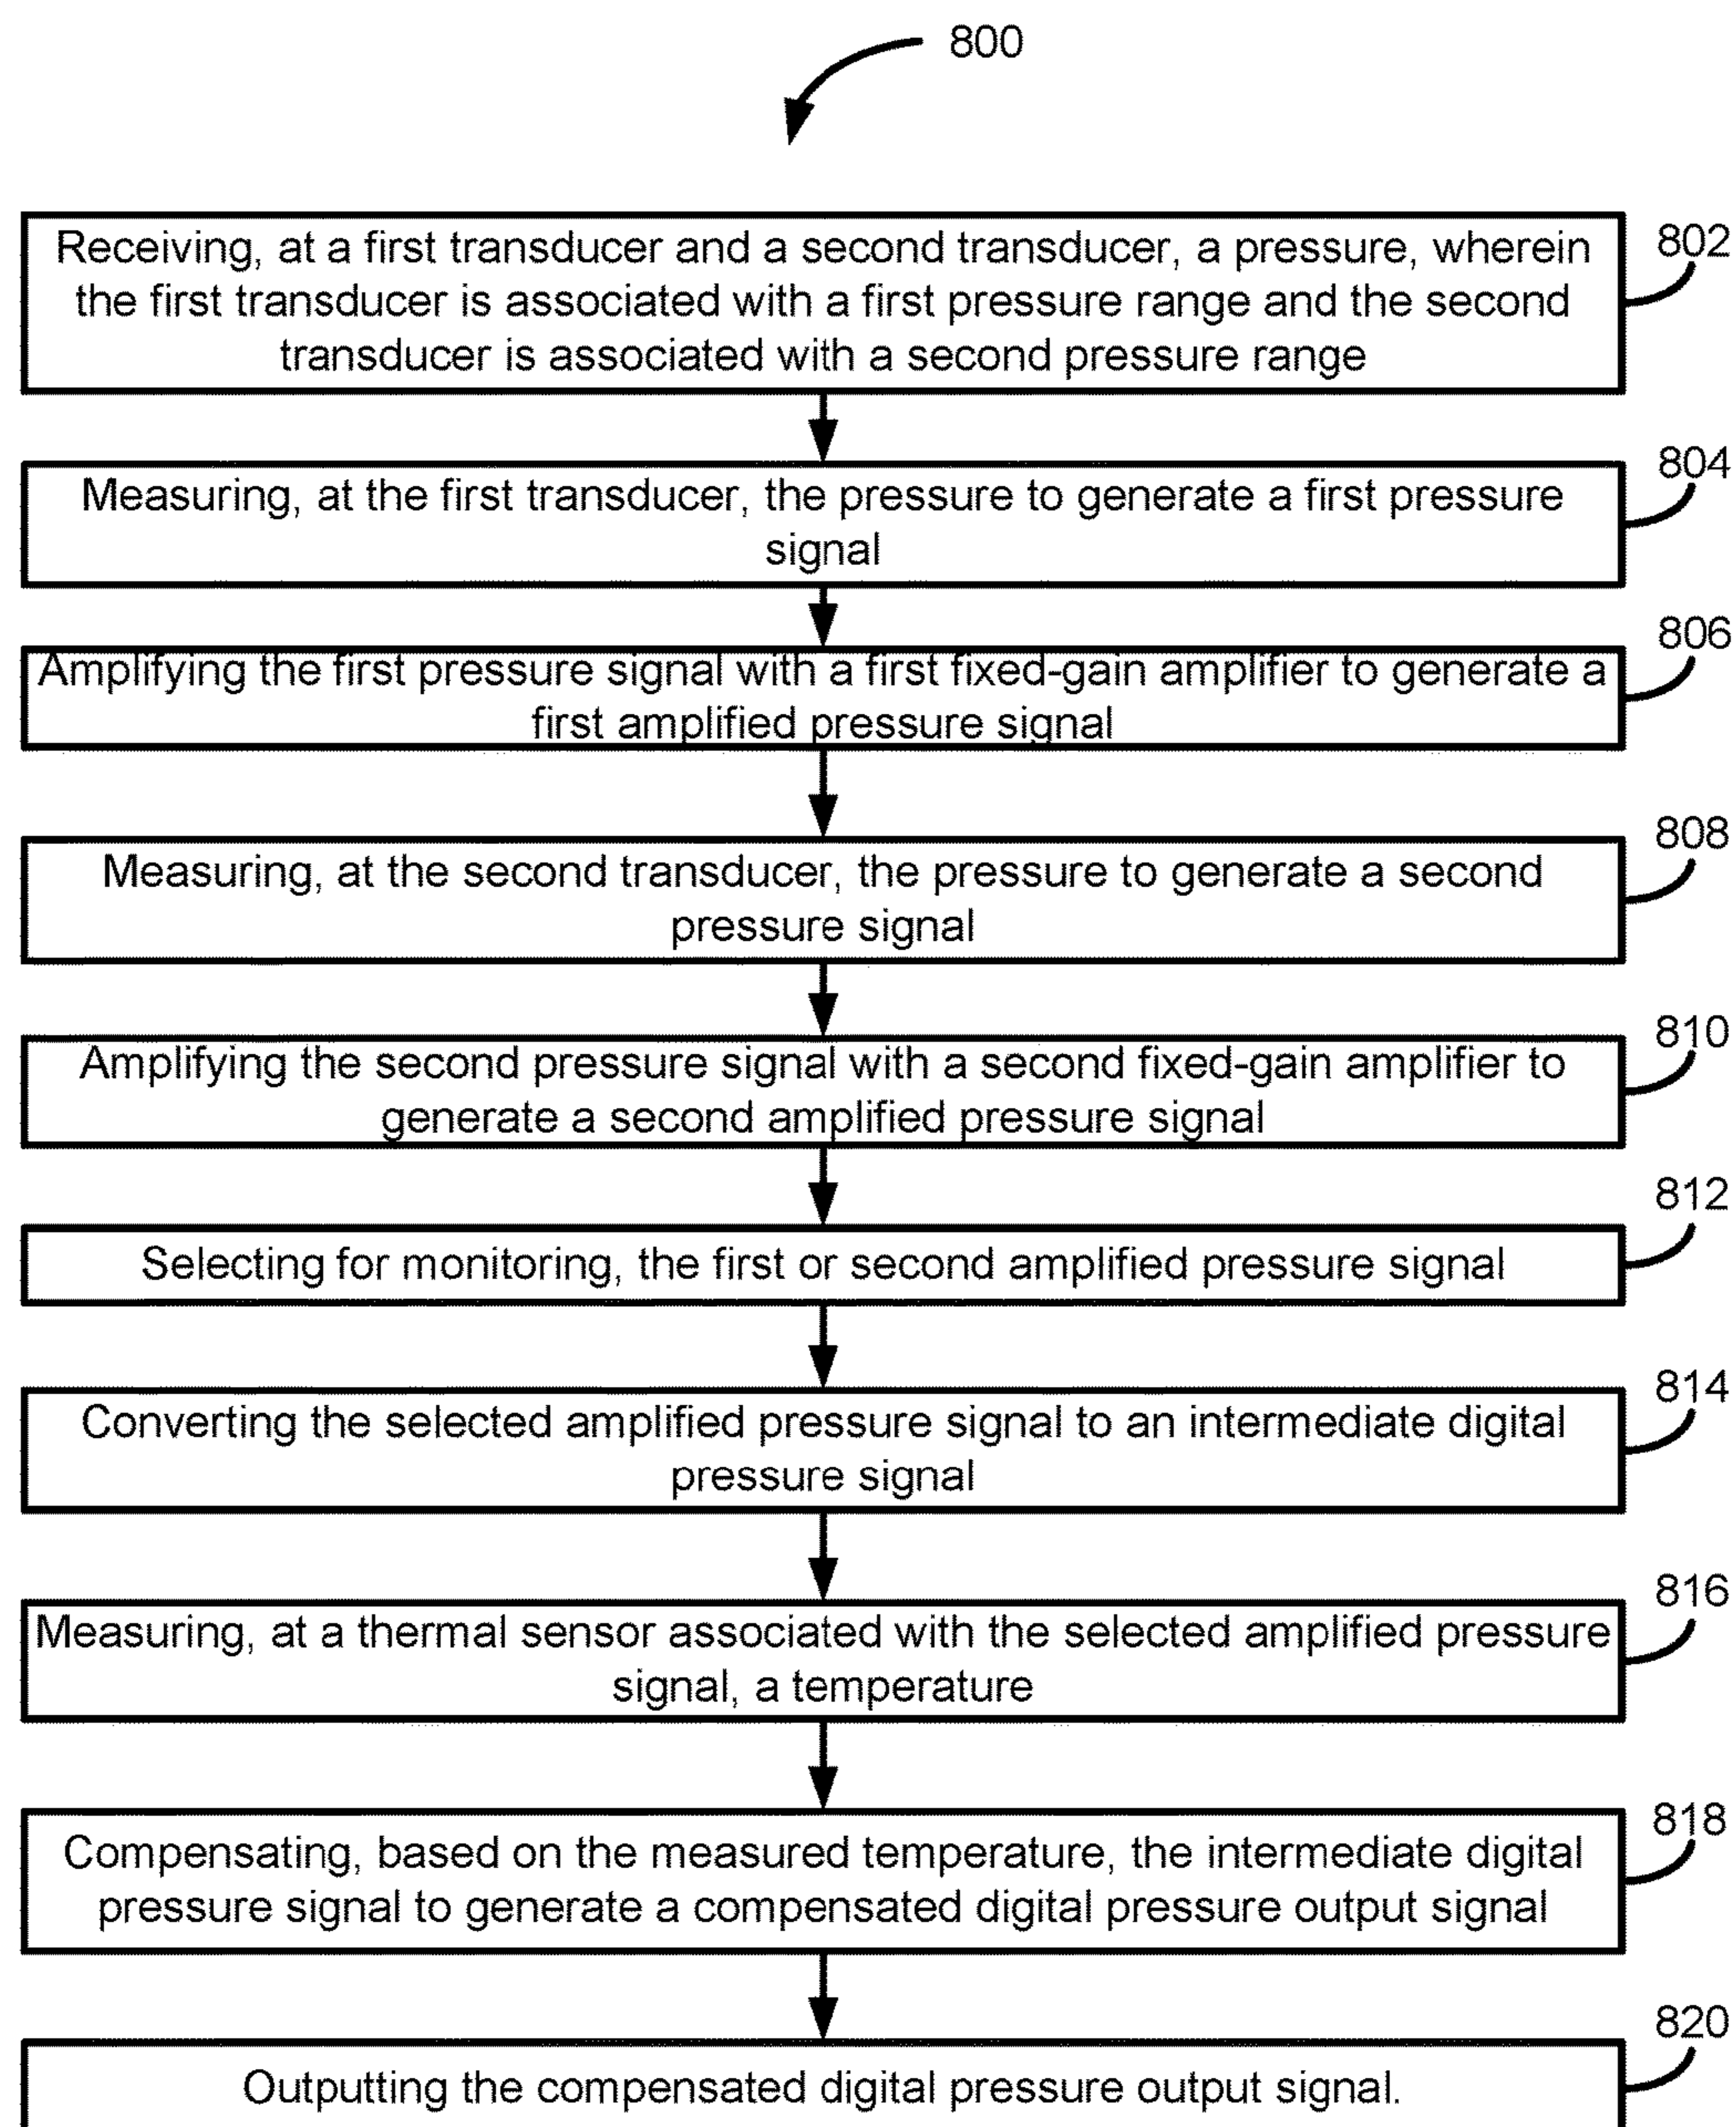 800
802
Receiving, at a first transducer and a second transducer, a pressure, wherein
the first transducer is associated with a first pressure range and the second
transducer is associated with a second pressure range
804
Measuring, at the first transducer, the pressure to generate a first pressure
signal
806
Amplifying the first pressure signal with a first fixed-gain amplifier to generate a
first amplified pressure signal
808
Measuring, at the second transducer, the pressure to generate a second
pressure signal
810
Amplifying the second pressure signal with a second fixed-gain amplifier to
generate a second amplified pressure signal
812
Selecting for monitoring, the first or second amplified pressure signal
814
Converting the selected amplified pressure signal to an intermediate digital
pressure signal
816
Measuring, at a thermal sensor associated with the selected amplified pressure
signal, a temperature
818
Compensating, based on the measured temperature, the intermediate digital
pressure signal to generate a compensated digital pressure output signal
820
Outputting the compensated digital pressure output signal.